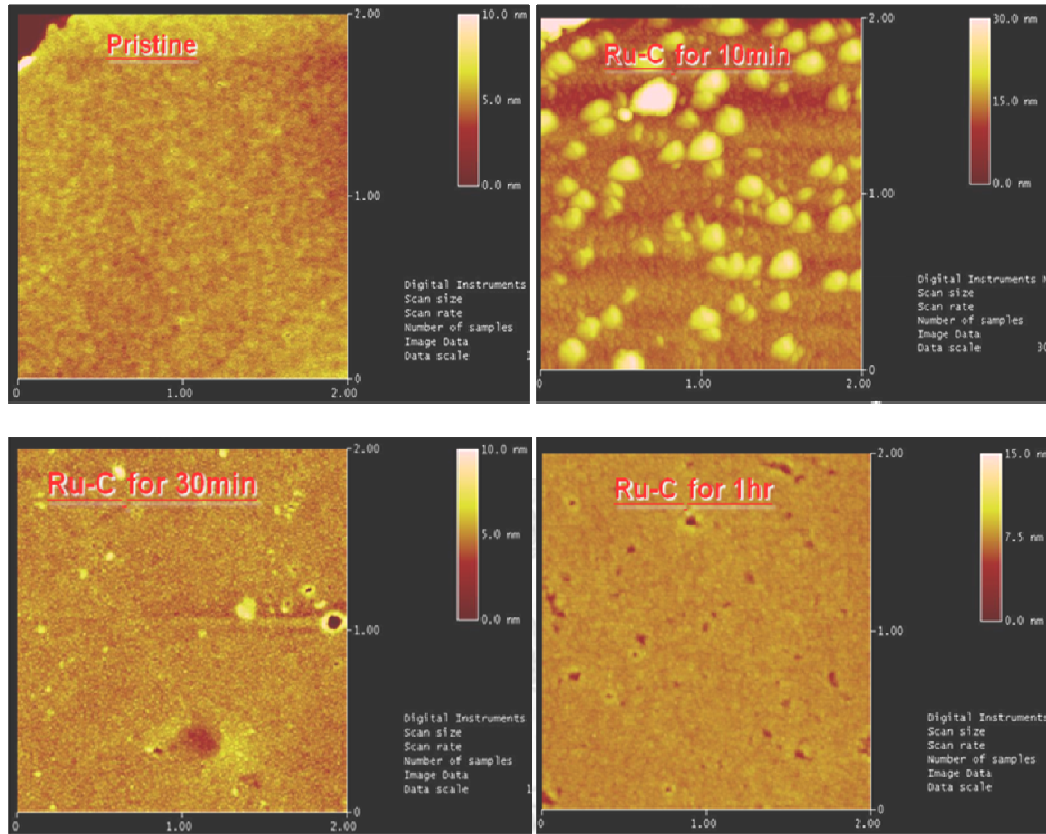 Pristine
2.00
10.0 nm
5.0 nm
0.0 nm
1.00
0
0
1.00
2.00
Digital Instruments
Scan size
Scan rate
Number of samples
Image Data
Data scale
Ru-C for 10min
2.00
30.0 nm
15.0 nm
0.0 nm
1.00
0
0
1.00
2.00
Digital Instruments
Scan size
Scan rate
Number of samples
Image Data
Data scale 30
Ru-C for 30min
2.00
10.0 nm
5.0 nm
0.0 nm
1.00
0
0
1.00
2.00
Digital Instruments
Scan size
Scan rate
Number of samples
Image Data
Data scale
Ru-C for 1hr
2.00
15.0 nm
7.5 nm
0.0 nm
1.00
0
0
1.00
2.00
Digital Instruments
Scan size
Scan rate
Number of samples
Image Data
Data scale